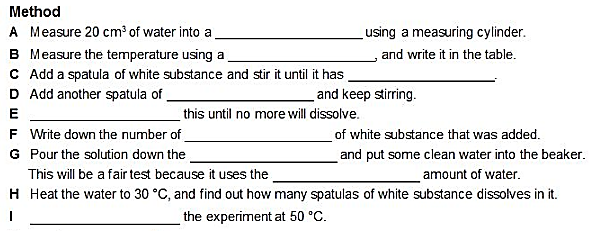 Method
A Measure 20 cm³ of water into a ____________________ using a measuring cylinder.
B Measure the temperature using a ____________________, and write it in the table.
C Add a spatula of white substance and stir it until it has ____________________.
D Add another spatula of ____________________ and keep stirring.
E ____________________ this until no more will dissolve.
F Write down the number of ____________________ of white substance that was added.
G Pour the solution down the ____________________ and put some clean water into the beaker.
This will be a fair test because it uses the ____________________ amount of water.
H Heat the water to 30 °C, and find out how many spatulas of white substance dissolves in it.
I ____________________ the experiment at 50 °C.